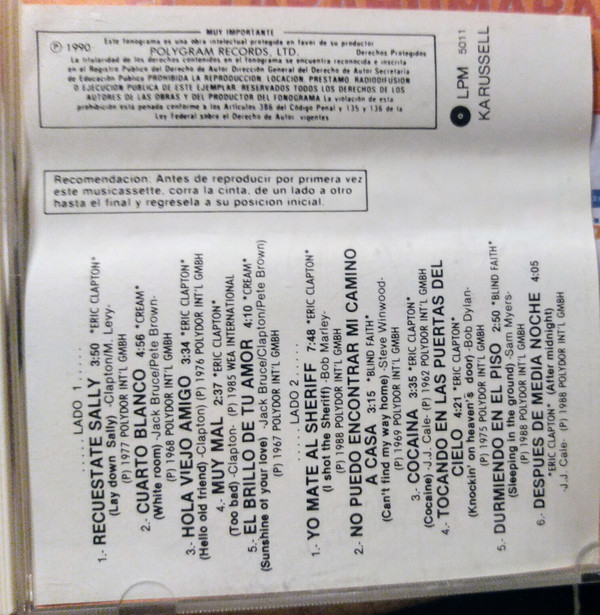 MUY IMPORTANTE
Este fonograma es una obra intelectual protegida en favor de su productor
Ⓟ 1990 POLYGRAM RECORDS, LTD. Derechos Protegidos
La titularidad de los derechos contenidos en el fonograma se encuentra reconocida e inscrita
en el Registro Público del Derecho de Autor Dirección General del Derecho de Autor Secretaría
de Educación Pública PROHIBIDA LA REPRODUCCION, LOCACION, PRESTAMO, RADIODIFUSION
O EJECUCION PUBLICA DE ESTE EJEMPLAR. RESERVADOS TODOS LOS DERECHOS DE LOS
AUTORES DE LAS OBRAS Y DEL PRODUCTOR DEL FONOGRAMA La violación de esta
prohibición está penada conforme a los Artículos 386 del Código Penal y 135 y 136 de la
Ley Federal sobre el Derecho de Autor vigentes
LPM 5011
KARUSSELL
Recomendacion: Antes de reproducir por primera vez
este musicassette, corra la cinta, de un lado a otro
hasta el final y regrésela a su posicion inicial.
......LADO 1......
1.- RECUESTATE SALLY 3:50 *ERIC CLAPTON*
(Lay down Sally) -Clapton/M. Levy-
(P) 1977 POLYDOR INT'L GMBH
2.- CUARTO BLANCO 4:56 *CREAM*
(White room) -Jack Bruce/Pete Brown-
(P) 1968 POLYDOR INT'L GMBH
3.- HOLA VIEJO AMIGO 3:34 *ERIC CLAPTON*
(Hello old friend) -Clapton) (P) 1976 POLYDOR INT'L GMBH
4.- MUY MAL 2:37 *ERIC CLAPTON*
(Too bad) -Clapton- (P) 1985 WEA INTERNATIONAL
5.- EL BRILLO DE TU AMOR 4:10 *CREAM*
(Sunshine of your love) -Jack Bruce/Clapton/Pete Brown)
(P) 1967 POLYDOR INT'L GMBH
......LADO 2......
1.- YO MATE AL SHERIFF 7:48 *ERIC CLAPTON*
(I shot the Sheriff) -Bob Marley-
(P) 1988 POLYDOR INT'L GMBH
2.- NO PUEDO ENCONTRAR MI CAMINO
A CASA 3:15 *BLIND FAITH*
(Can't find my way home) -Steve Winwood-
(P) 1969 POLYDOR INT'L GMBH
3.- COCAINA 3:35 *ERIC CLAPTON*
(Cocaine) -J.J. Cale- (P) 1962 POLYDOR INT'L GMBH
4.- TOCANDO EN LAS PUERTAS DEL
CIELO 4:21 *ERIC CLAPTON*
(Knockin' on heaven's door) -Bob Dylan-
(P) 1975 POLYDOR INT'L GMBH
5.- DURMIENDO EN EL PISO 2:50 *BLIND FAITH*
(Sleeping in the ground) -Sam Myers-
(P) 1988 POLYDOR INT'L GMBH
6.- DESPUES DE MEDIA NOCHE 4:05
*ERIC CLAPTON* (After midnight)
-J.J. Cale- (P) 1988 POLYDOR INT'L GMBH